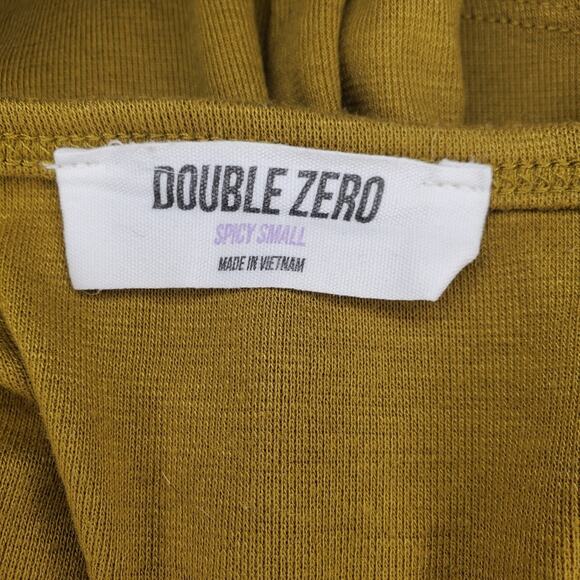 DOUBLE ZERO
SPICY SMALL
MADE IN VIETNAM